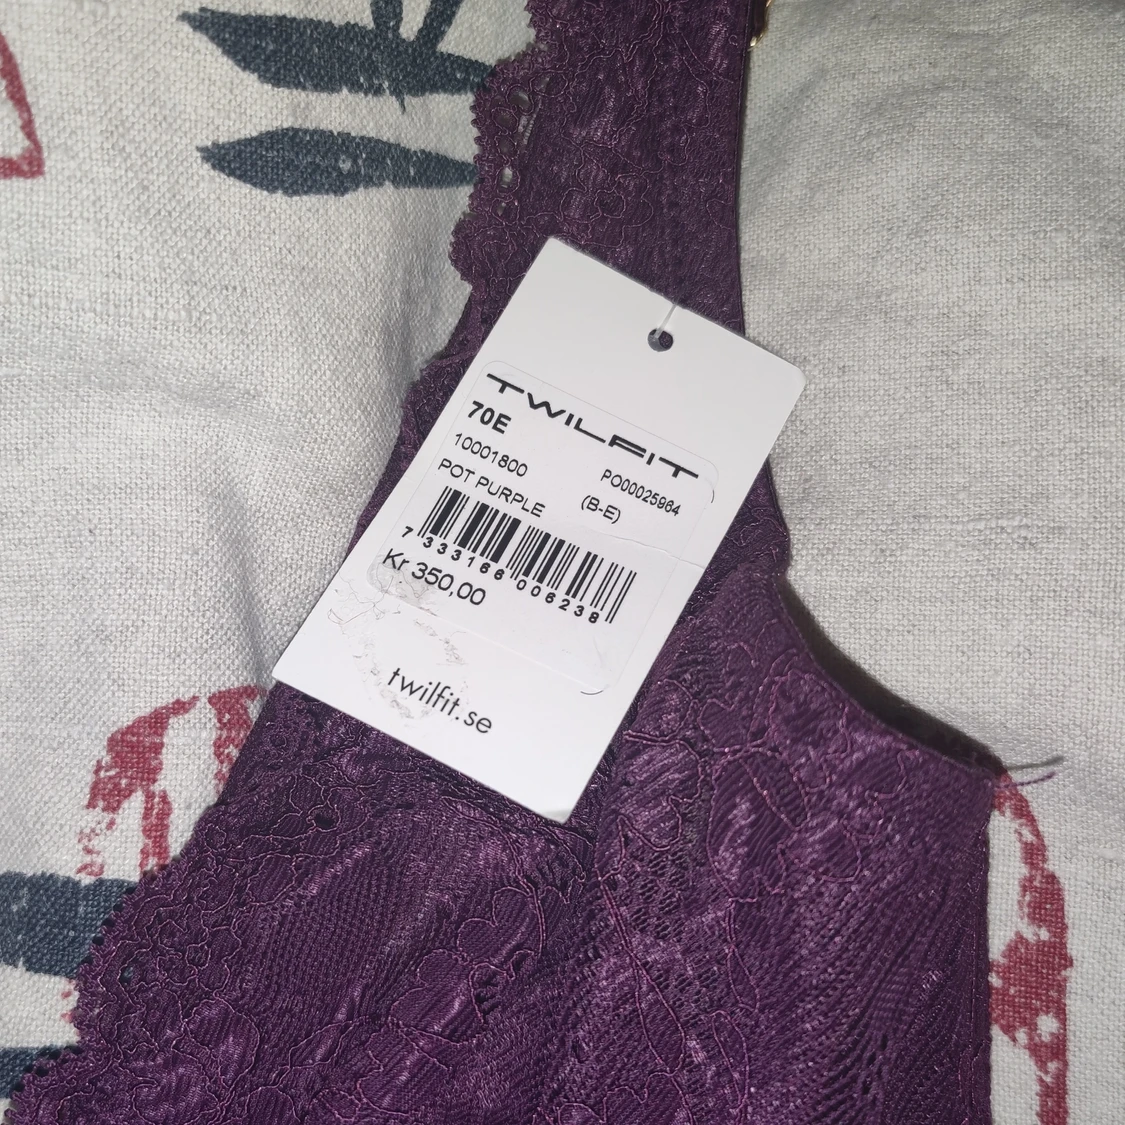 TWILFIT
70E
10001800 PO00025964
POT PURPLE (B-E)
7 333166 006238
Kr 350,00
twilfit.se